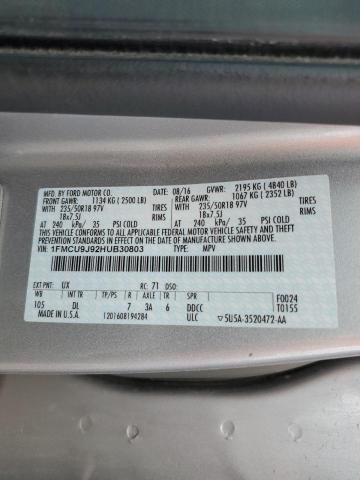 MFD. BY FORD MOTOR CO.
08/16 GVWR: 2195 KG ( 4840 LB)
FRONT GAWR: 1134 KG ( 2500 LB)
REAR GAWR: 1067 KG ( 2352 LB)
WITH 235/50R18 97V
WITH 235/50R18 97V
18x7.5J
18x7.5J
AT 240 kPa/ 35 PSI COLD
AT 240 kPa/ 35 PSI COLD
THIS VEHICLE CONFORMS TO ALL APPLICABLE FEDERAL MOTOR VEHICLE SAFETY AND THEFT PREVENTION STANDARDS IN EFFECT ON THE DATE OF MANUFACTURE SHOWN ABOVE.
VIN: 1FMCU9J92HUB30803
TYPE: MPV
EXT PNT: UX RC: 71 DSO:
WB INT TR TP/PS R AXLE TR SPR
105 DL 7 3A 6 DDCC
F0024
T0155
MADE IN U.S.A. 1201608194284 ULC 5U5A-3520472-AA